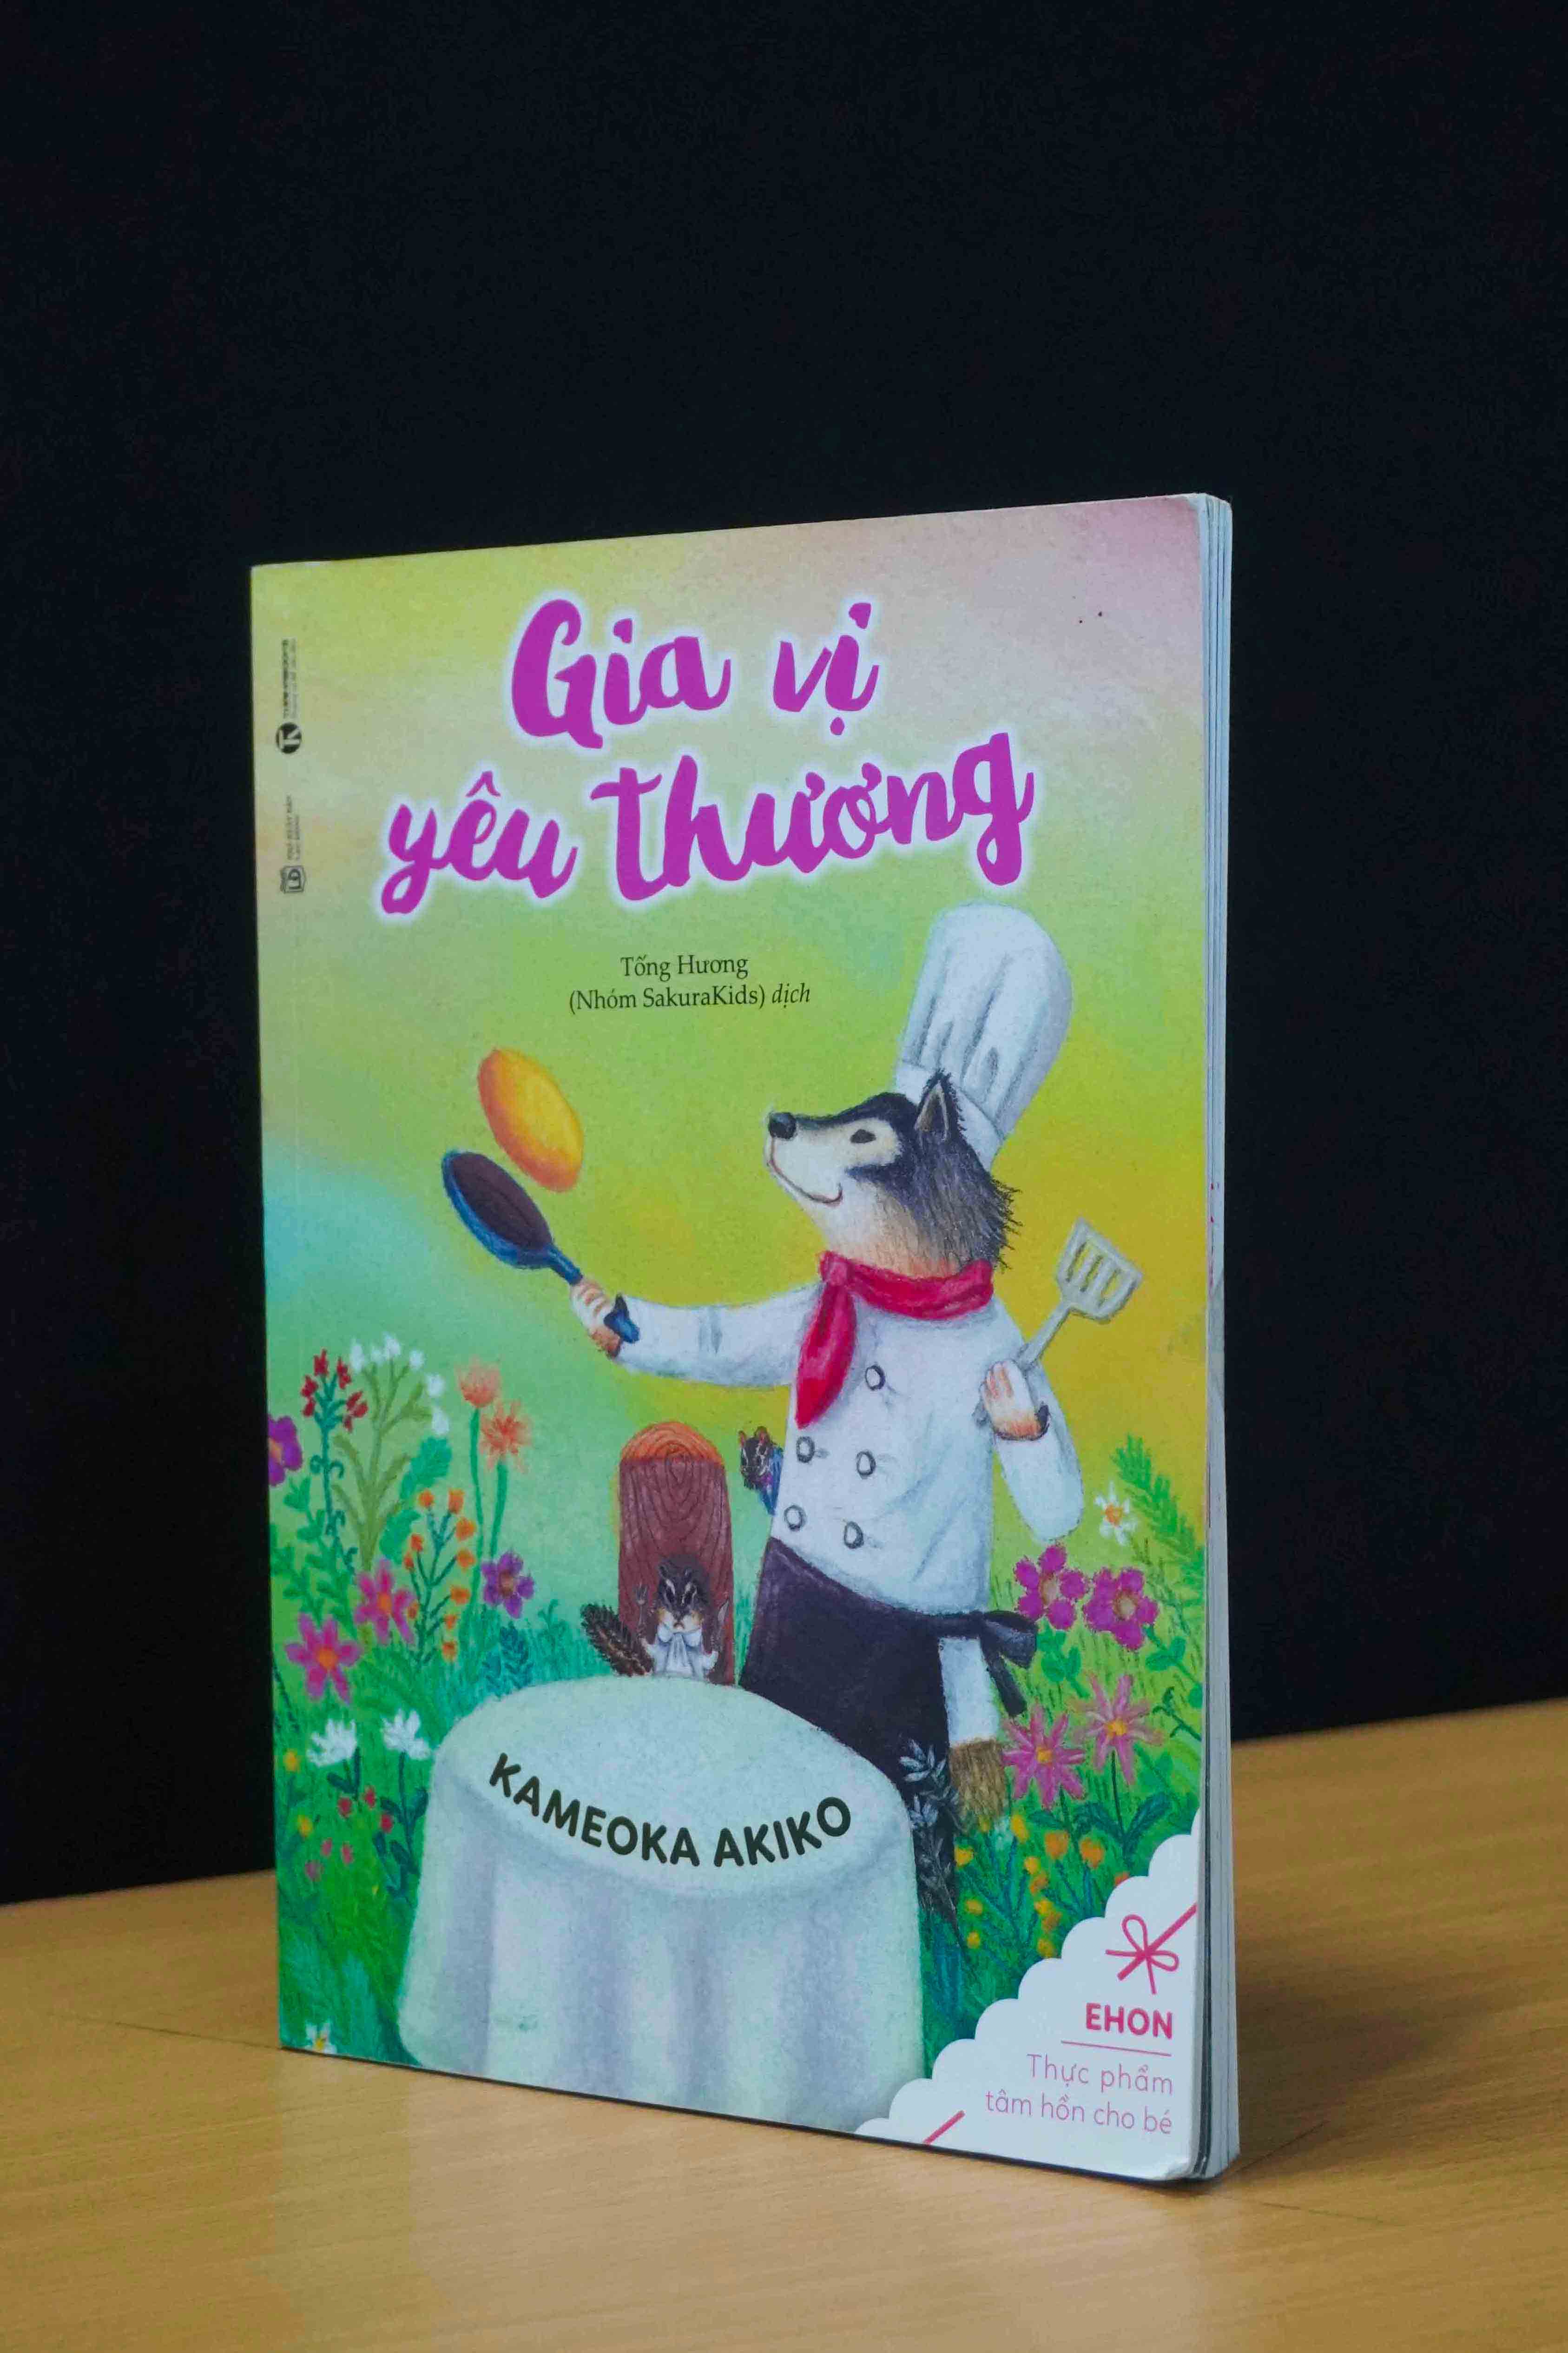 Gia vị
yêu thương
Tống Hương
(Nhóm SakuraKids) dịch
KAMEOKA AKIKO
EHON
Thực phẩm
tâm hồn cho bé